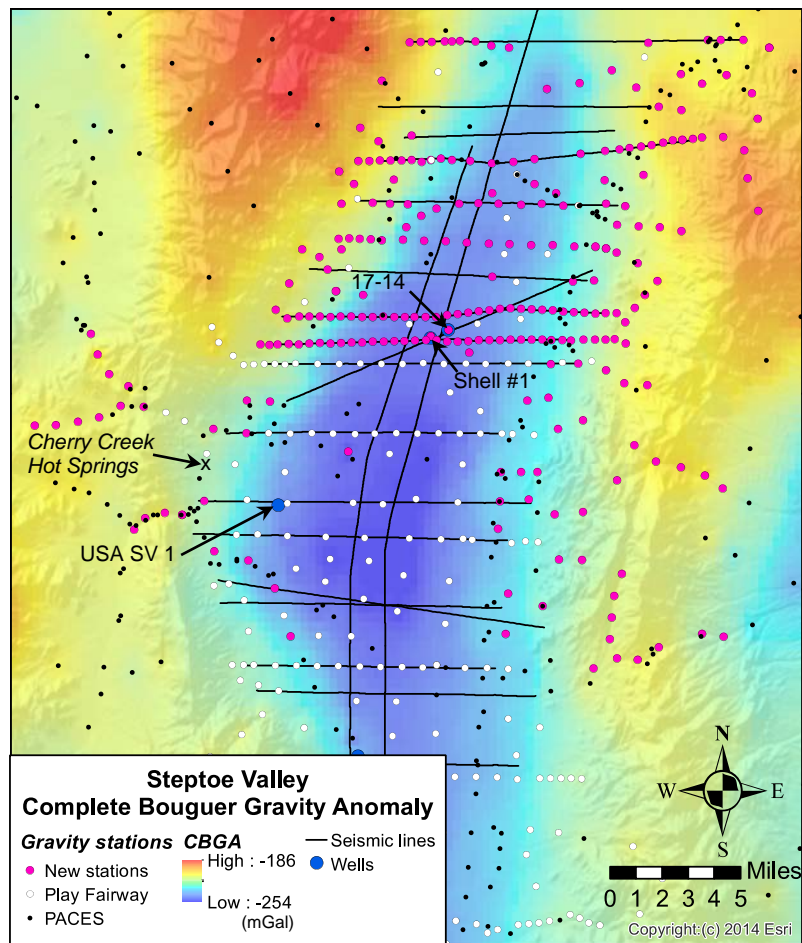 17-14
Shell #1
Cherry Creek
Hot Springs
x
USA SV 1
N
W E
S
Steptoe Valley
Complete Bouguer Gravity Anomaly
Gravity stations CBGA Seismic lines
New stations High : -186 Wells
Play Fairway
PACES Low : -254
(mGal)
Miles
0 1 2 3 4 5
Copyright:(c) 2014 Esri